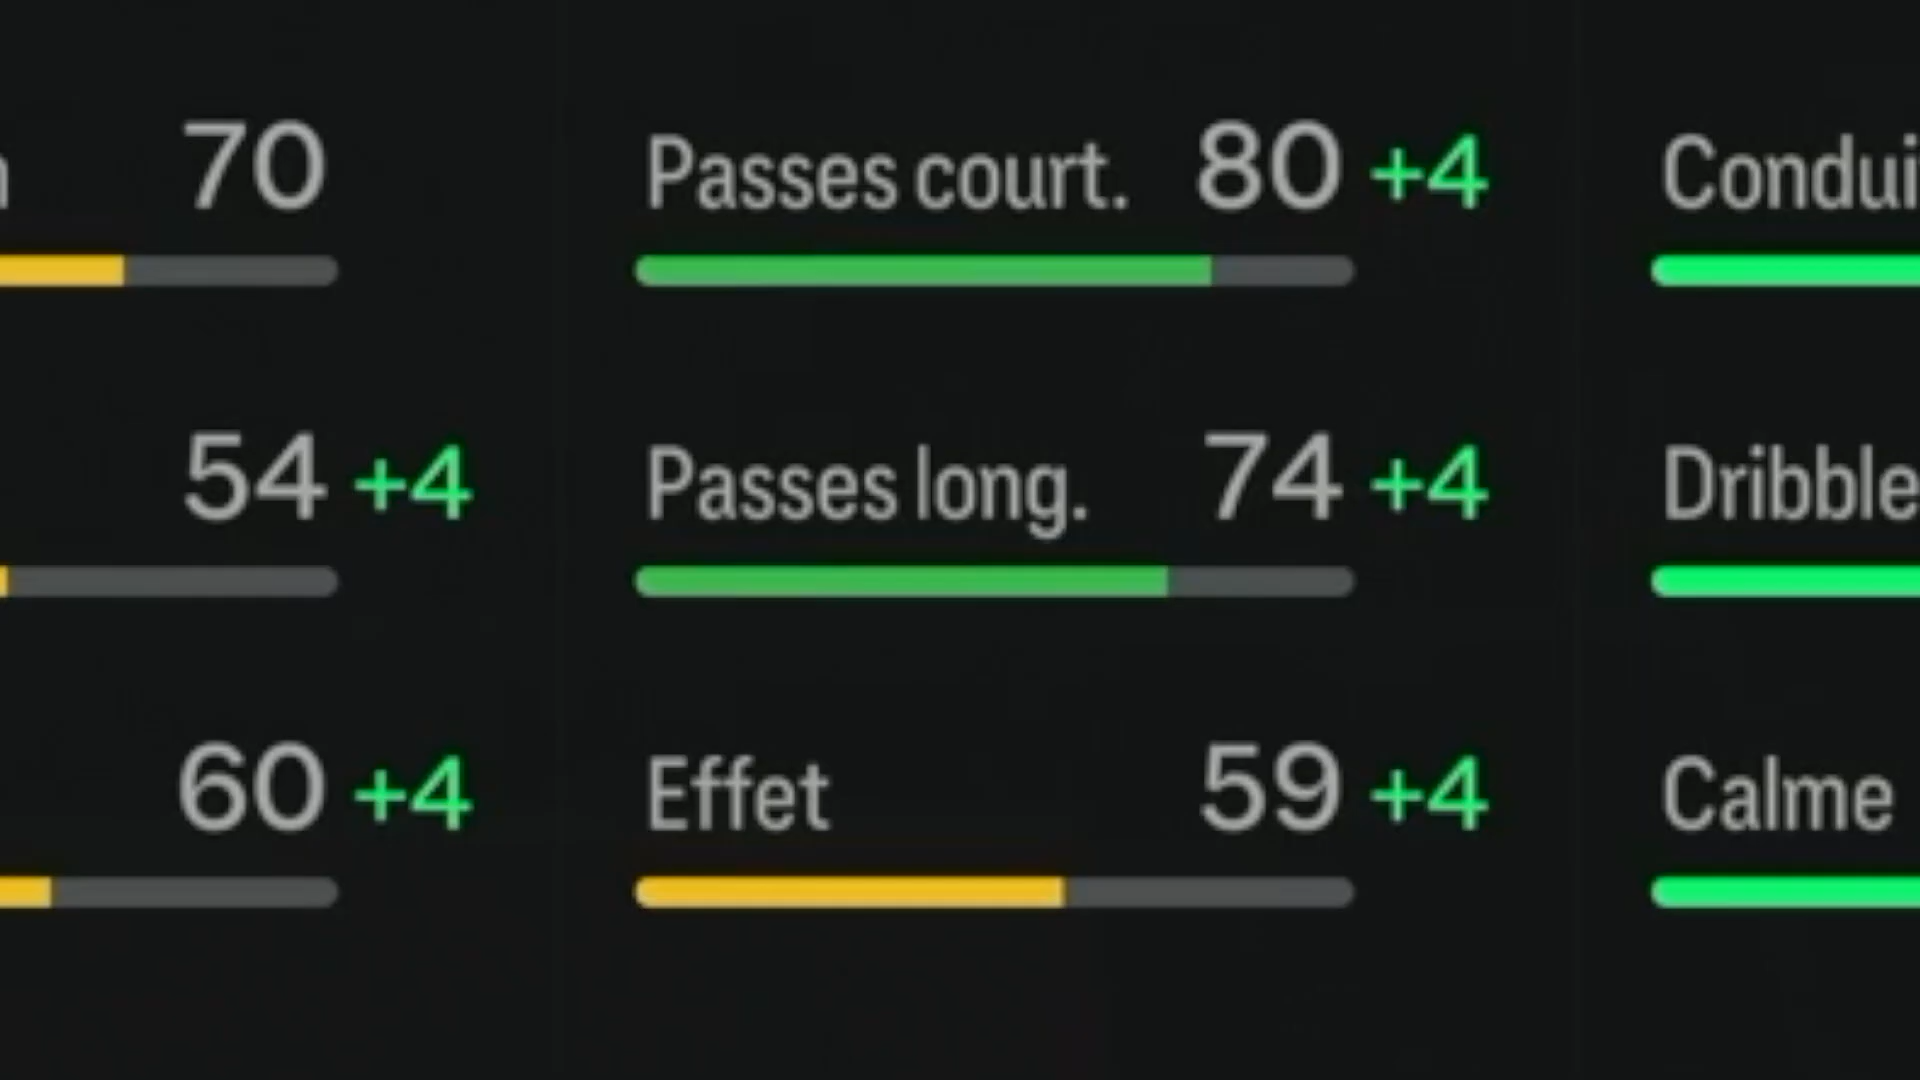 70 Passes court. 80 +4
54 +4 Passes long. 74 +4 Dribble
60 +4 Effet 59 +4 Calme